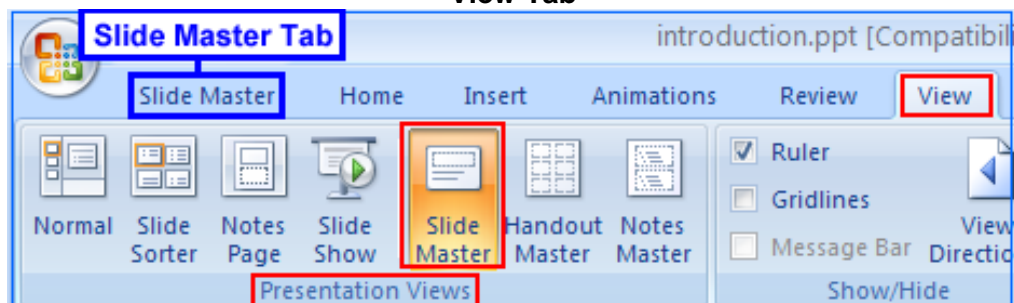 View Tab
Slide Master Tab
introduction.ppt [Compatibili
Slide Master Home Insert Animations Review View
Ruler
Gridlines
Message Bar
Normal Slide Sorter Notes Page Slide Show Slide Master Handout Master Notes Master
View Directio
Presentation Views
Show/Hide